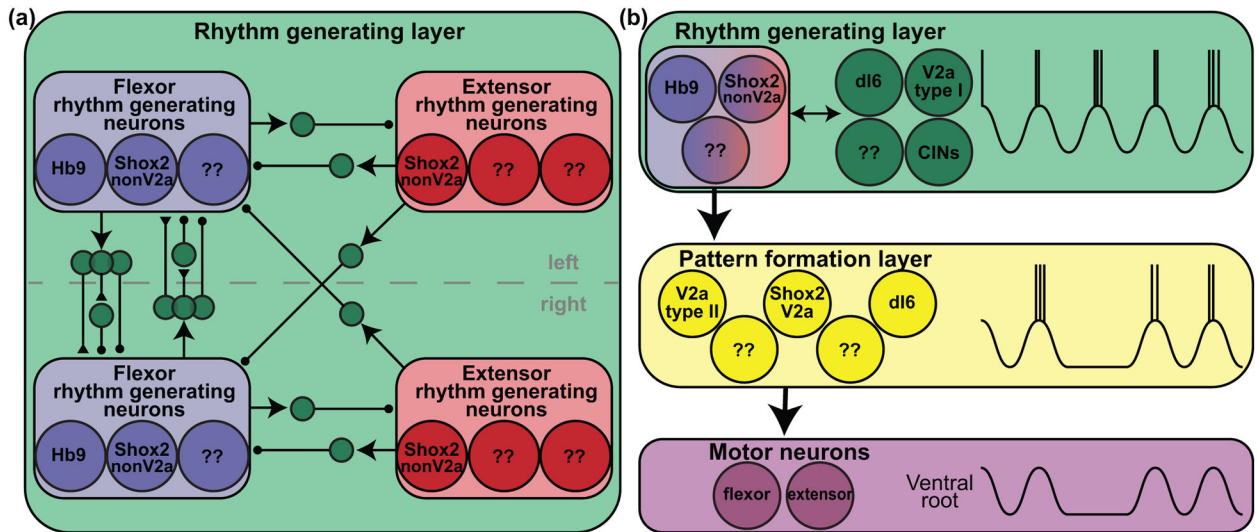 (a)
Rhythm generating layer
Flexor
rhythm generating
neurons
Hb9
Shox2
nonV2a
??
Extensor
rhythm generating
neurons
Shox2
nonV2a
??
??
left
right
Flexor
rhythm generating
neurons
Hb9
Shox2
nonV2a
??
Extensor
rhythm generating
neurons
Shox2
nonV2a
??
??
(b)
Rhythm generating layer
Hb9
Shox2
nonV2a
??
dI6
V2a
type I
??
CINs
Pattern formation layer
V2a
type II
Shox2
V2a
dI6
??
??
Motor neurons
flexor
extensor
Ventral
root